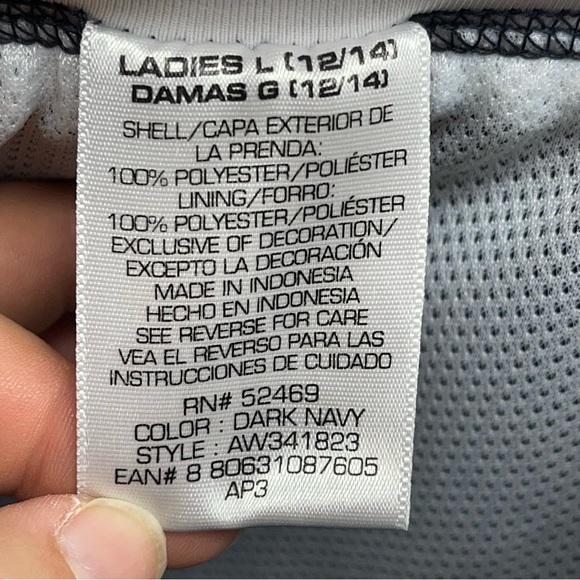 LADIES L (12/14)
DAMAS G (12/14)
SHELL/CAPA EXTERIOR DE
LA PRENDA:
100% POLYESTER/POLIÉSTER
LINING/FORRO:
100% POLYESTER/POLIÉSTER
EXCLUSIVE OF DECORATION/
EXCEPTO LA DECORACIÓN
MADE IN INDONESIA
HECHO EN INDONESIA
SEE REVERSE FOR CARE
VEA EL REVERSO PARA LAS
INSTRUCCIONES DE CUIDADO
RN# 52469
COLOR : DARK NAVY
STYLE : AW341823
EAN# 8 80631087605
AP3